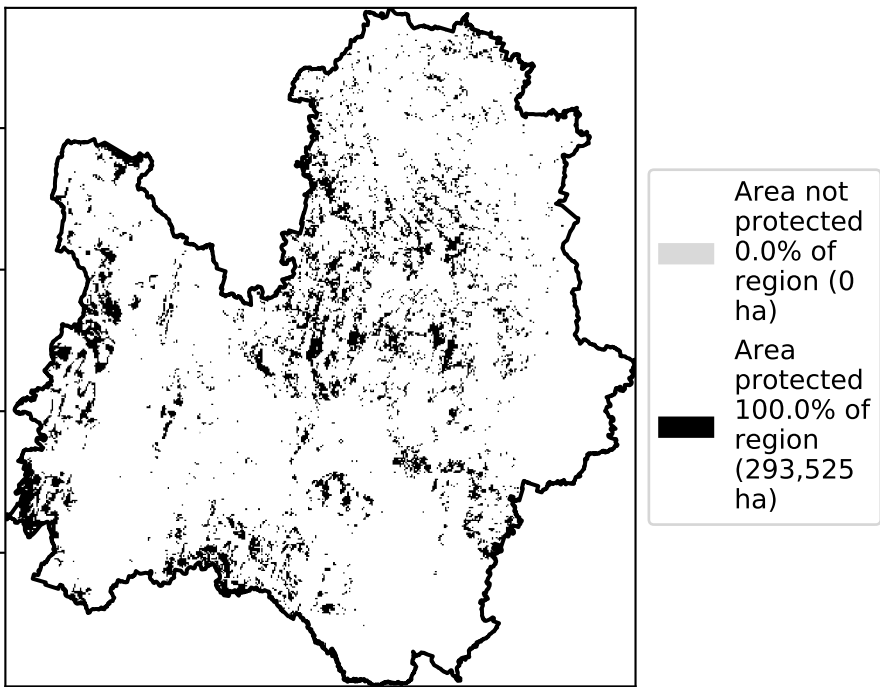 Area not
protected
0.0% of
region (0
ha)
Area
protected
100.0% of
region
(293,525
ha)